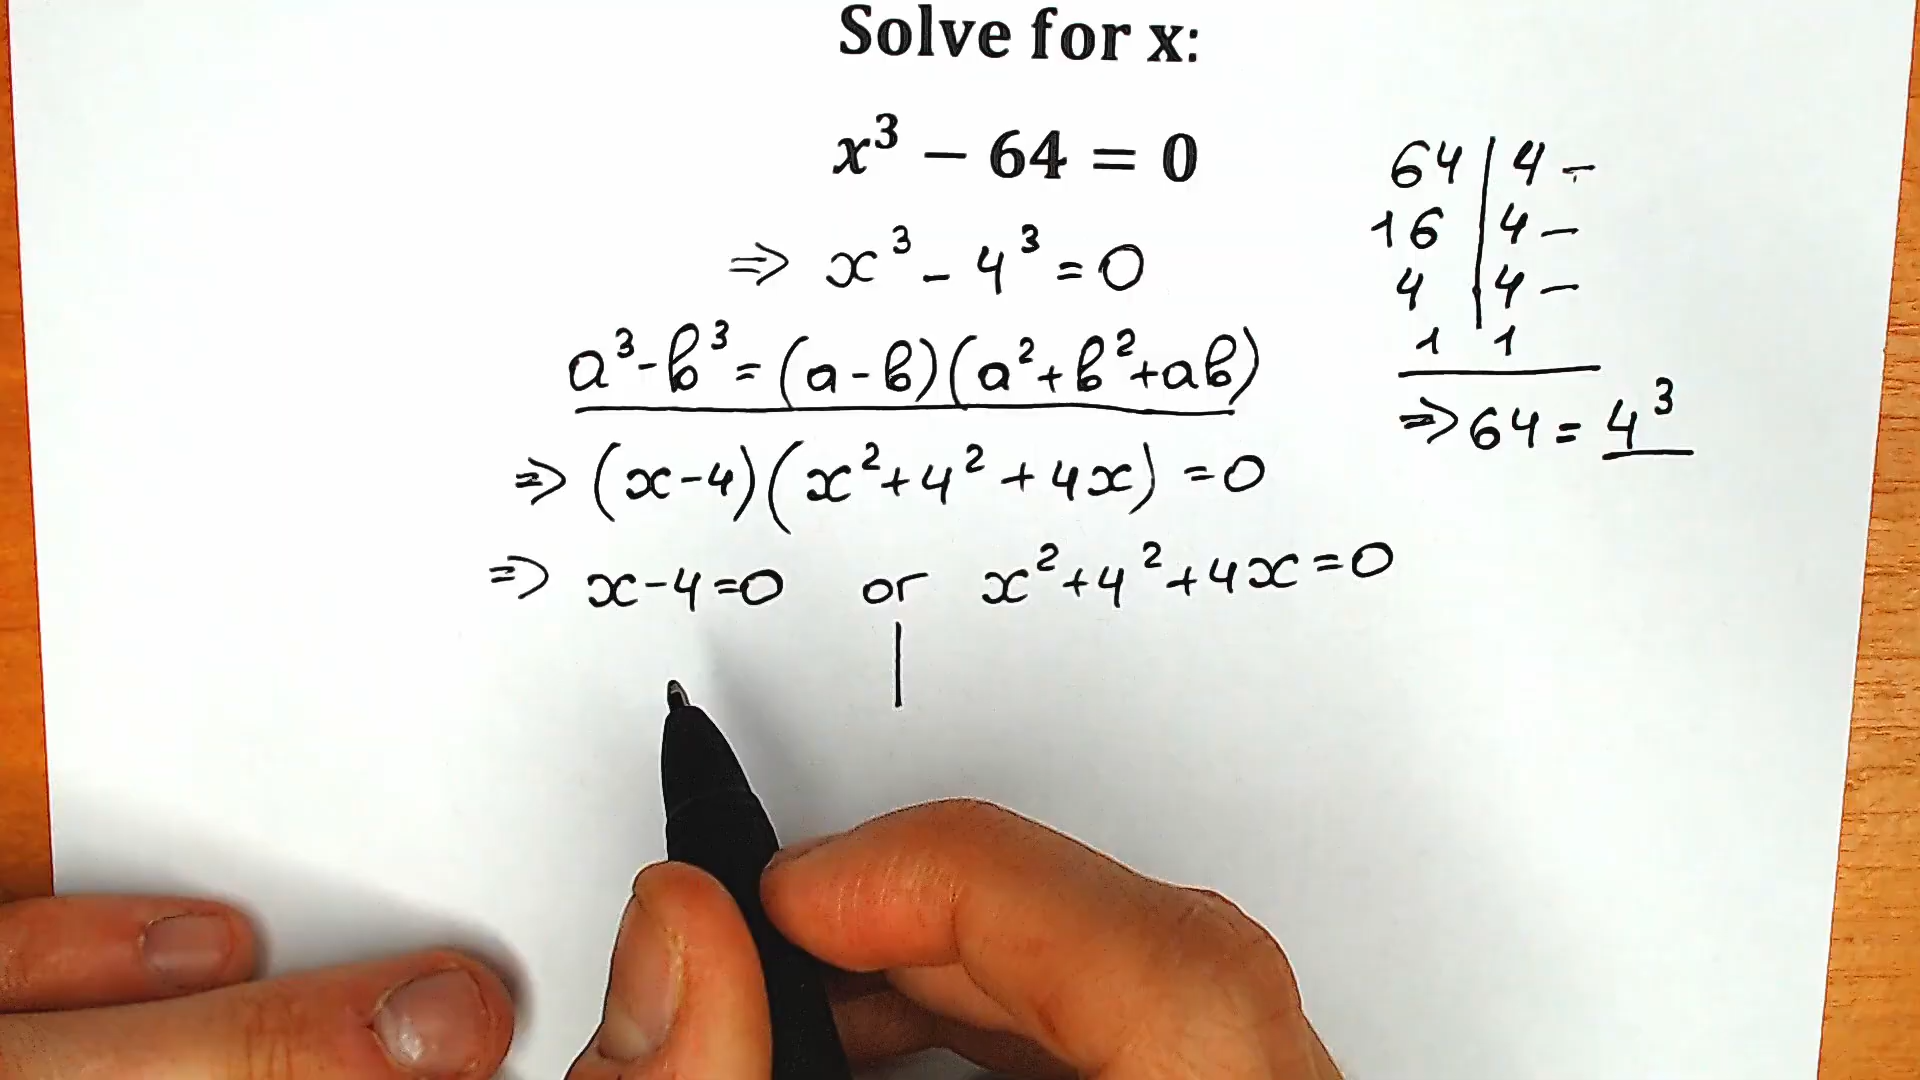 Solve for x:
x³ − 64 = 0
⇒ x³ - 4³ = 0
a³-b³=(a-b)(a²+b²+ab)
⇒ (x-4)(x²+4²+4x) =0
⇒ x-4=0 or x²+4²+4x=0
64 | 4 -
16 | 4 -
4 | 4 -
1 1
⇒ 64 = 4³